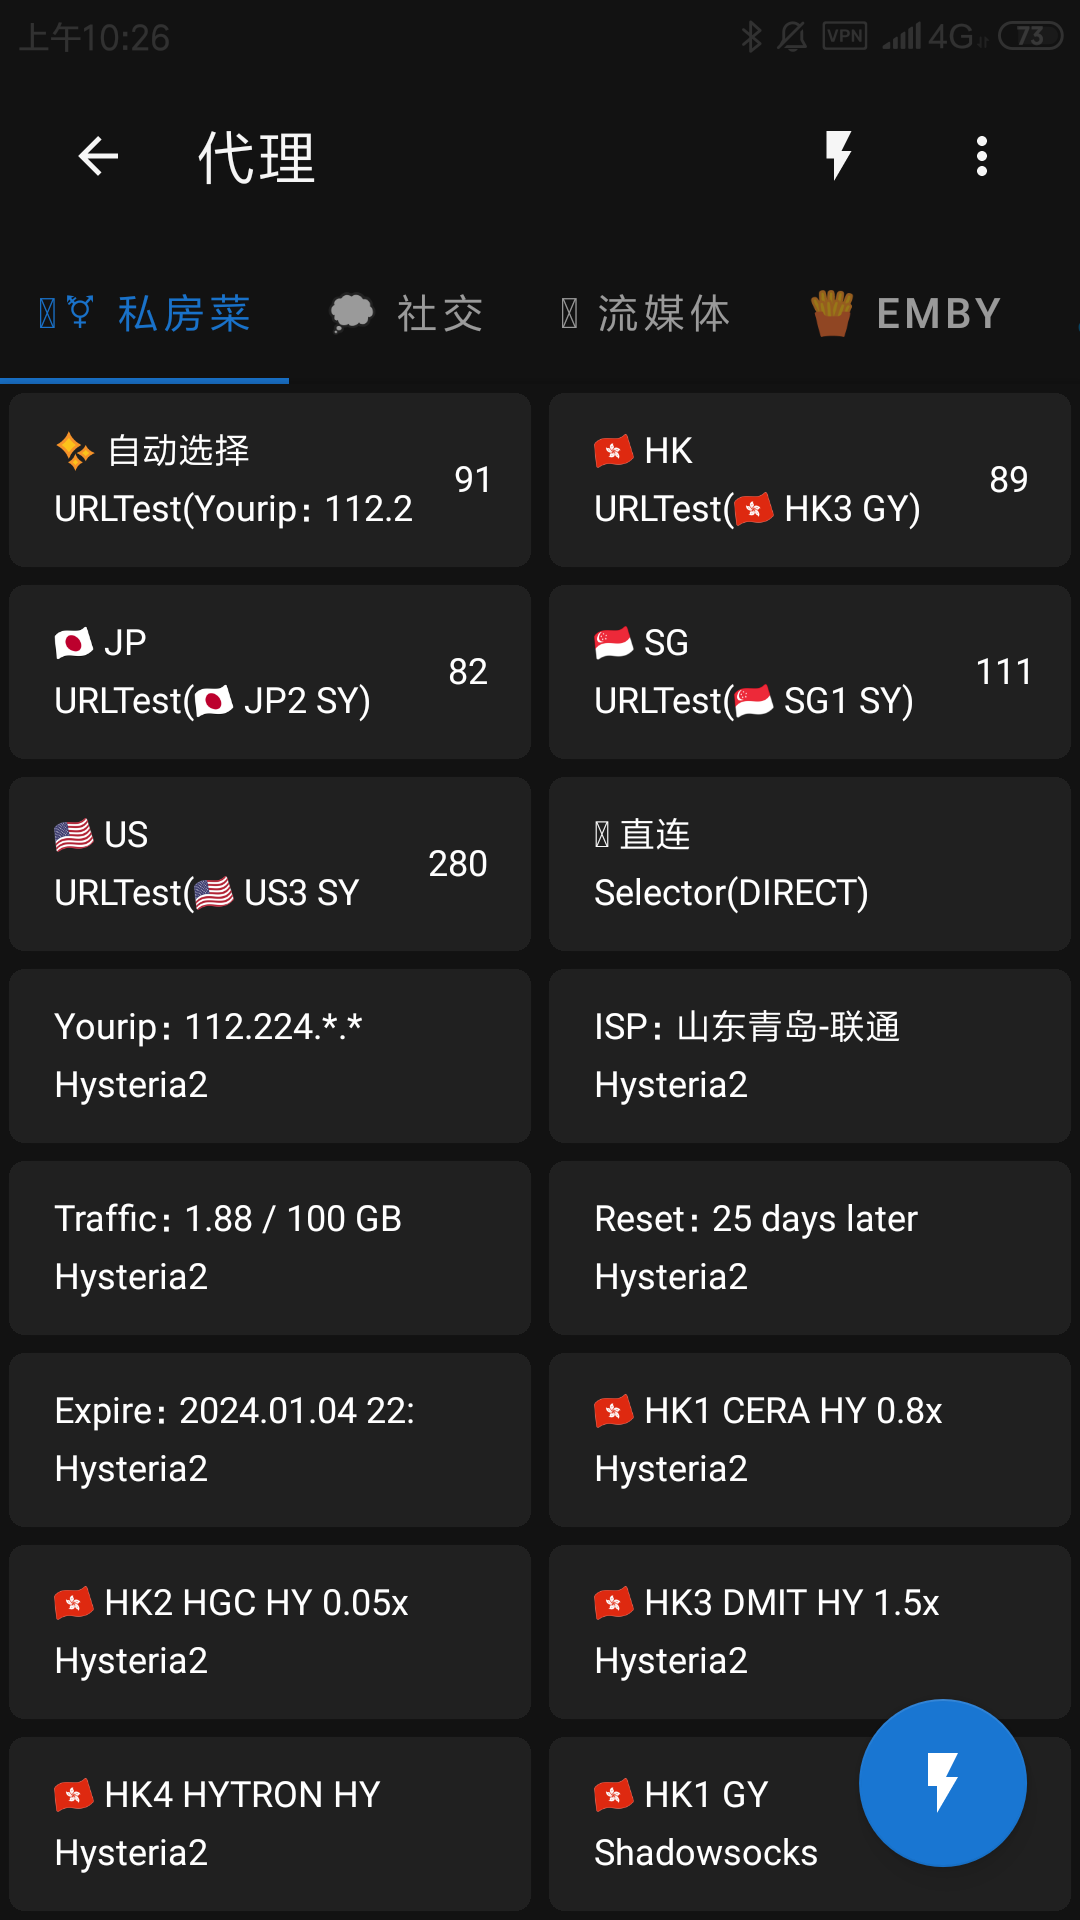 上午10:26
VPN 4G 73
代理
私房菜 社交 流媒体 EMBY
✨ 自动选择
URLTest(Yourip: 112.2
91
🇭🇰 HK
URLTest(🇭🇰 HK3 GY)
89
🇯🇵 JP
URLTest(🇯🇵 JP2 SY)
82
🇸🇬 SG
URLTest(🇸🇬 SG1 SY)
111
🇺🇸 US
URLTest(🇺🇸 US3 SY
280
直连
Selector(DIRECT)
Yourip: 112.224.*.*
Hysteria2
ISP: 山东青岛-联通
Hysteria2
Traffic: 1.88 / 100 GB
Hysteria2
Reset: 25 days later
Hysteria2
Expire: 2024.01.04 22:
Hysteria2
🇭🇰 HK1 CERA HY 0.8x
Hysteria2
🇭🇰 HK2 HGC HY 0.05x
Hysteria2
🇭🇰 HK3 DMIT HY 1.5x
Hysteria2
🇭🇰 HK4 HYTRON HY
Hysteria2
🇭🇰 HK1 GY
Shadowsocks